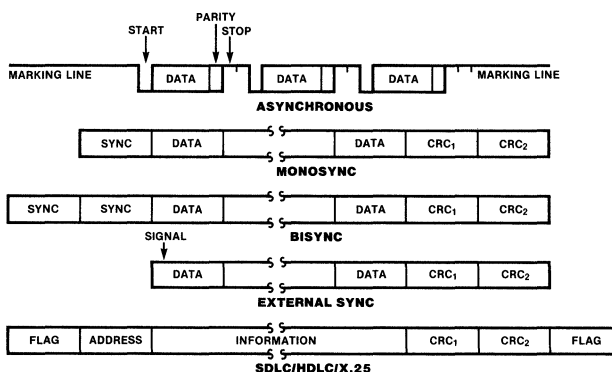 PARITY
START
STOP
MARKING LINE DATA DATA DATA MARKING LINE
ASYNCHRONOUS
SYNC DATA DATA CRC₁ CRC₂
MONOSYNC
SYNC SYNC DATA DATA CRC₁ CRC₂
BISYNC
SIGNAL
DATA DATA CRC₁ CRC₂
EXTERNAL SYNC
FLAG ADDRESS INFORMATION CRC₁ CRC₂ FLAG
SDLC/HDLC/X.25